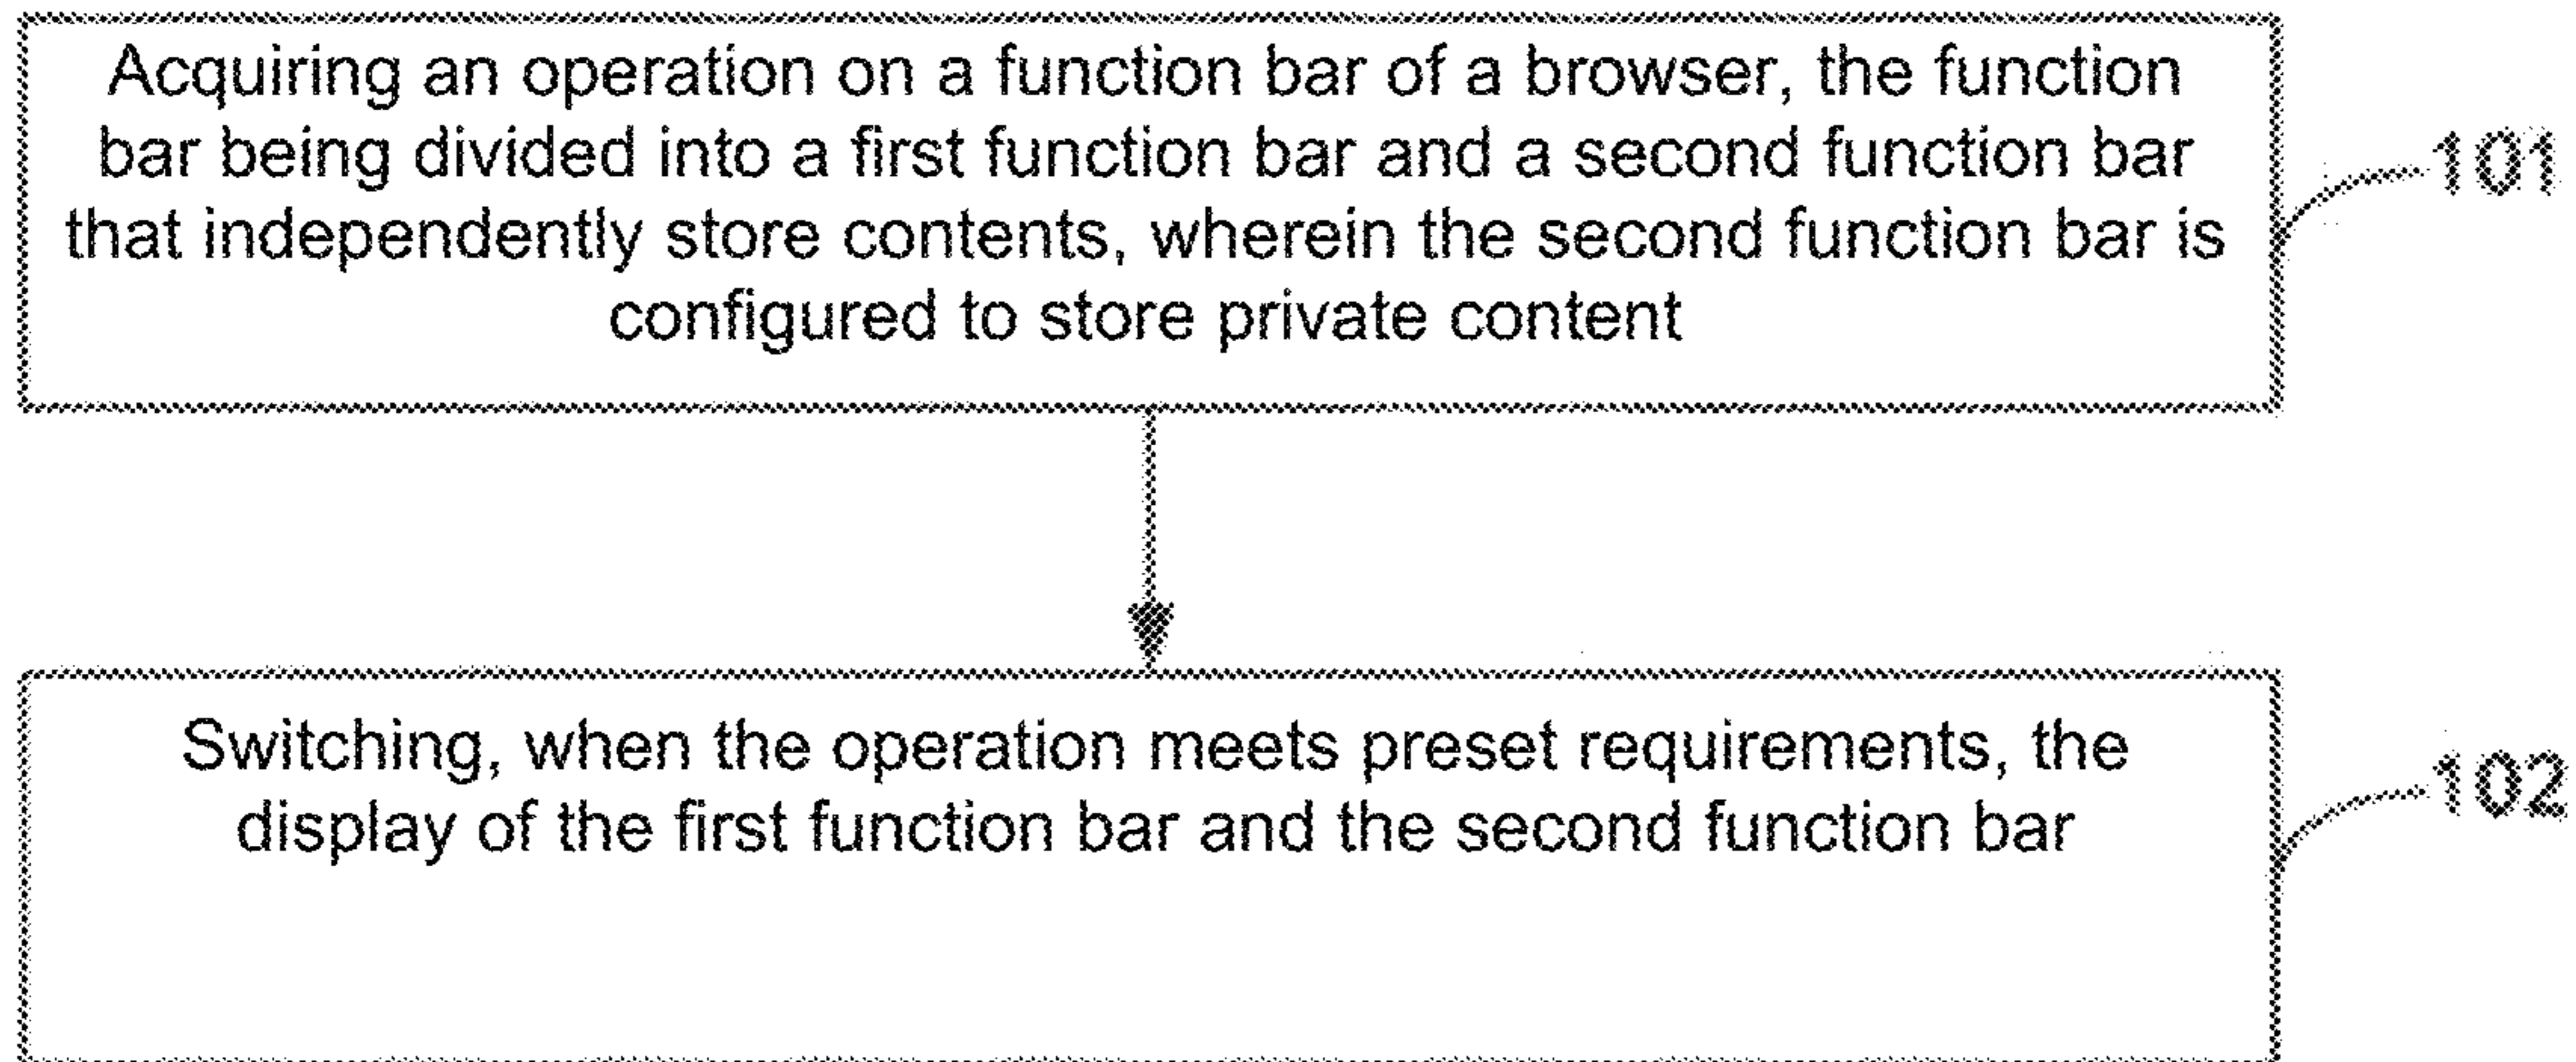 Acquiring an operation on a function bar of a browser, the function
bar being divided into a first function bar and a second function bar
that independently store contents, wherein the second function bar is
configured to store private content
101
Switching, when the operation meets preset requirements, the
display of the first function bar and the second function bar
102